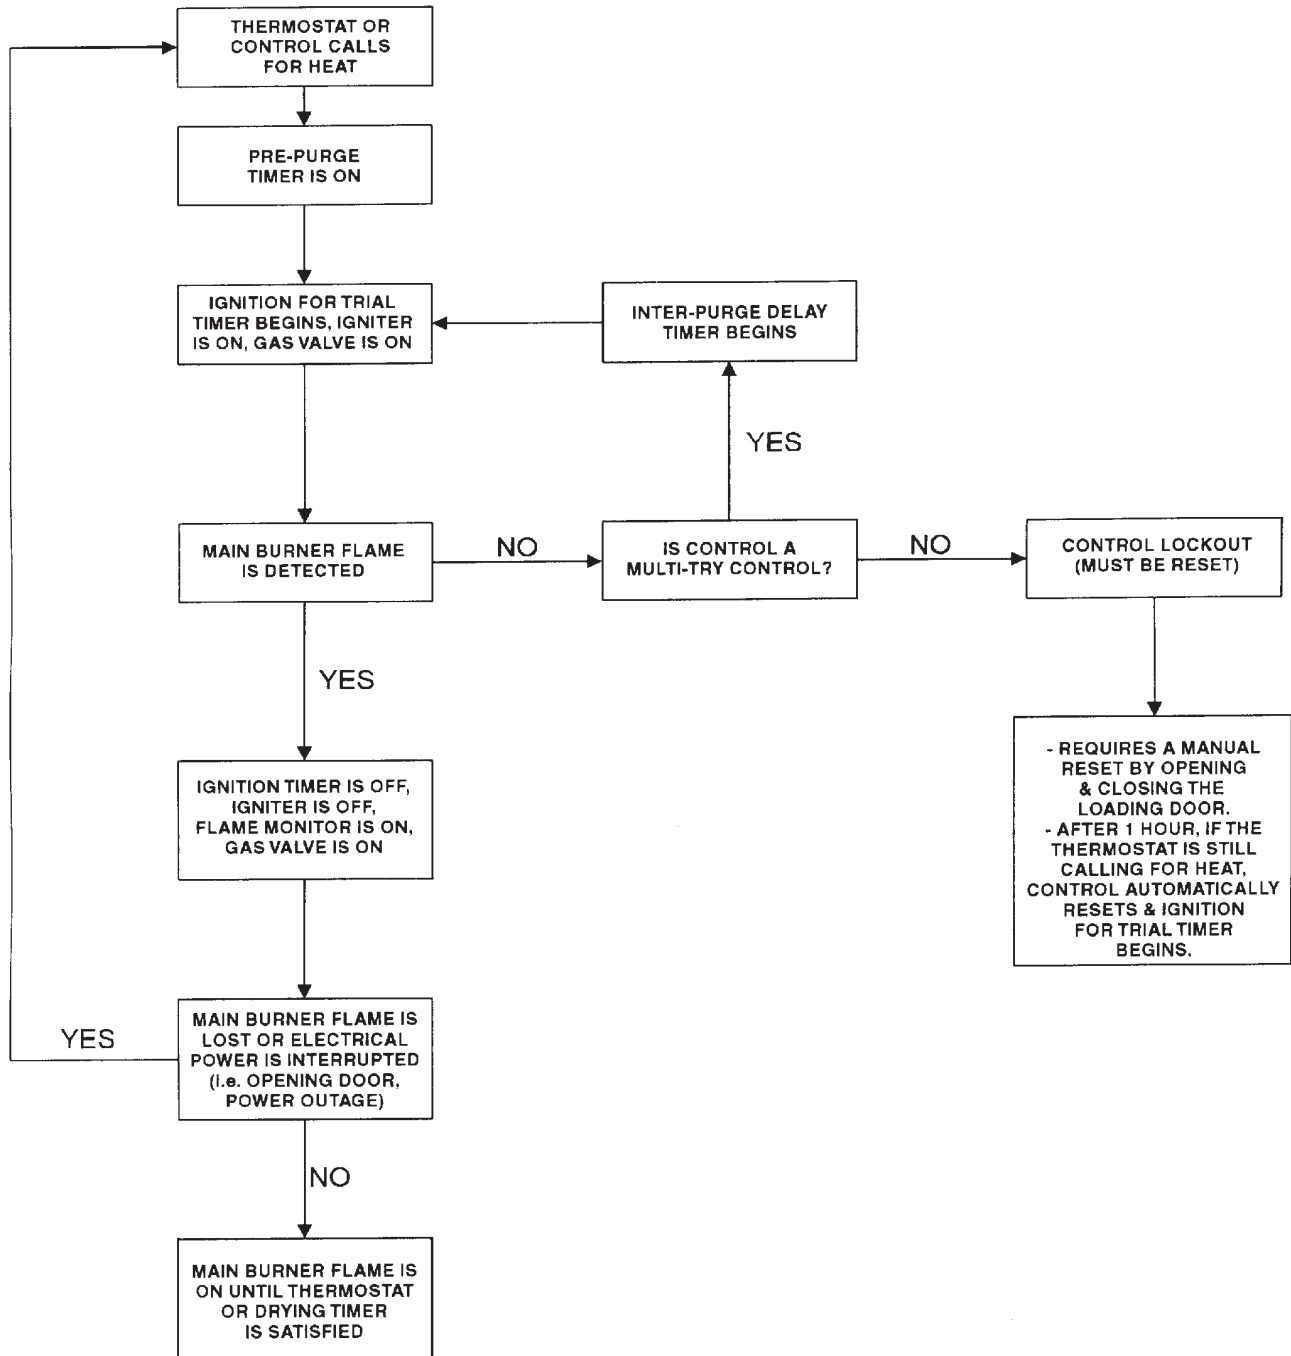 THERMOSTAT OR
CONTROL CALLS
FOR HEAT
PRE-PURGE
TIMER IS ON
IGNITION FOR TRIAL
TIMER BEGINS, IGNITER
IS ON, GAS VALVE IS ON
INTER-PURGE DELAY
TIMER BEGINS
YES
MAIN BURNER FLAME
IS DETECTED
NO
IS CONTROL A
MULTI-TRY CONTROL?
NO
CONTROL LOCKOUT
(MUST BE RESET)
YES
- REQUIRES A MANUAL
RESET BY OPENING
& CLOSING THE
LOADING DOOR.
- AFTER 1 HOUR, IF THE
THERMOSTAT IS STILL
CALLING FOR HEAT,
CONTROL AUTOMATICALLY
RESETS & IGNITION
FOR TRIAL TIMER
BEGINS.
IGNITION TIMER IS OFF,
IGNITER IS OFF,
FLAME MONITOR IS ON,
GAS VALVE IS ON
YES
MAIN BURNER FLAME IS
LOST OR ELECTRICAL
POWER IS INTERRUPTED
(I.e. OPENING DOOR,
POWER OUTAGE)
NO
MAIN BURNER FLAME IS
ON UNTIL THERMOSTAT
OR DRYING TIMER
IS SATISFIED